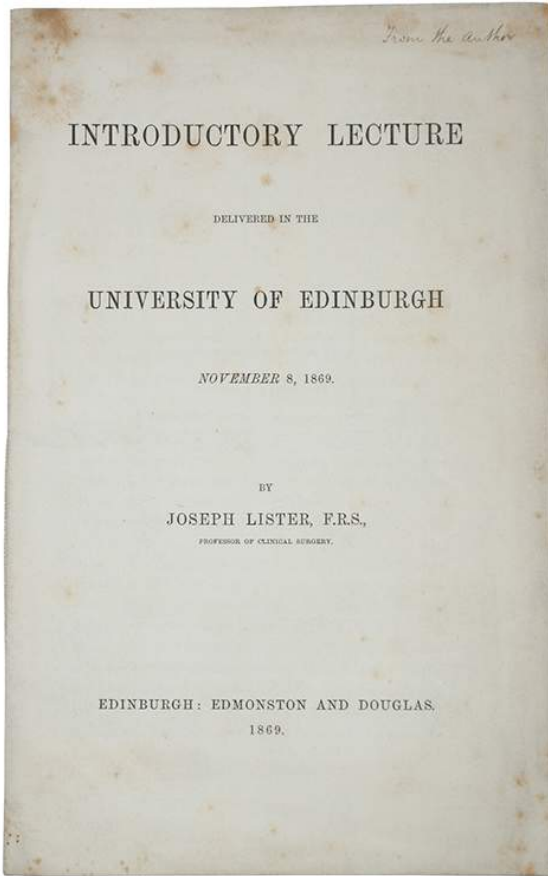 From the author
INTRODUCTORY LECTURE
DELIVERED IN THE
UNIVERSITY OF EDINBURGH
NOVEMBER 8, 1869.
BY
JOSEPH LISTER, F.R.S.,
PROFESSOR OF CLINICAL SURGERY.
EDINBURGH: EDMONSTON AND DOUGLAS.
1869.